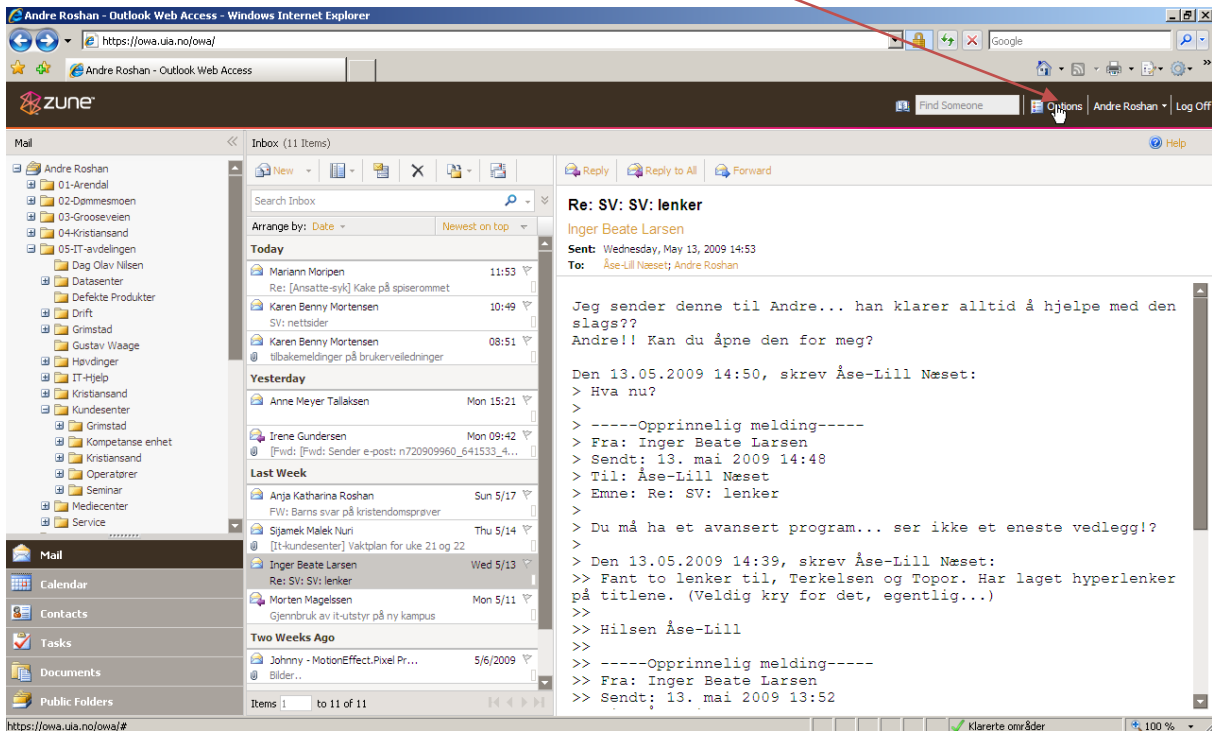 Andre Roshan - Outlook Web Access - Windows Internet Explorer
https://owa.uia.no/owa/
Google
Andre Roshan - Outlook Web Access
zune
Find Someone
Options
Andre Roshan
Log Off
Mail
Inbox (11 Items)
Help
Andre Roshan
01-Arendal
02-Dømmesmoen
03-Grooseveien
04-Kristiansand
05-IT-avdelingen
Dag Olav Nilsen
Datasenter
Defekte Produkter
Drift
Grimstad
Gustav Waage
Høvdinger
IT-Hjelp
Kristiansand
Kundesenter
Grimstad
Kompetanse enhet
Kristiansand
Operatører
Seminar
Mediecenter
Service
Mail
Calendar
Contacts
Tasks
Documents
Public Folders
New
Search Inbox
Arrange by: Date
Newest on top
Today
Mariann Moripen 11:53
Re: [Ansatte-syk] Kake på spiserommet
Karen Benny Mortensen 10:49
SV: nettsider
Karen Benny Mortensen 08:51
tilbakemeldinger på brukerveiledninger
Yesterday
Anne Meyer Tallaksen Mon 15:21
Irene Gundersen Mon 09:42
[Fwd: [Fwd: Sender e-post: n720909960_641533_4...
Last Week
Anja Katharina Roshan Sun 5/17
FW: Barns svar på kristendomsprøver
Sijamek Malek Nuri Thu 5/14
[It-kundesenter] Vaktplan for uke 21 og 22
Inger Beate Larsen Wed 5/13
Re: SV: SV: lenker
Morten Magelssen Mon 5/11
Gjennbruk av it-utstyr på ny kampus
Two Weeks Ago
Johnny - MotionEffect.Pixel Pr... 5/6/2009
Bilder..
Items 1 to 11 of 11
Reply
Reply to All
Forward
Re: SV: SV: lenker
Inger Beate Larsen
Sent: Wednesday, May 13, 2009 14:53
To: Åse-Lill Næset; Andre Roshan
Jeg sender denne til Andre... han klarer alltid å hjelpe med den
slags??
Andre!! Kan du åpne den for meg?
Den 13.05.2009 14:50, skrev Åse-Lill Næset:
> Hva nu?
>
> -----Opprinnelig melding-----
> Fra: Inger Beate Larsen
> Sendt: 13. mai 2009 14:48
> Til: Åse-Lill Næset
> Emne: Re: SV: lenker
>
> Du må ha et avansert program... ser ikke et eneste vedlegg!?
>
> Den 13.05.2009 14:39, skrev Åse-Lill Næset:
>> Fant to lenker til, Terkelsen og Topor. Har laget hyperlenker
på titlene. (Veldig kry for det, egentlig...)
>>
>> Hilsen Åse-Lill
>>
>> -----Opprinnelig melding-----
>> Fra: Inger Beate Larsen
>> Sendt: 13. mai 2009 13:52
https://owa.uia.no/owa/#
Klarerte områder
100 %